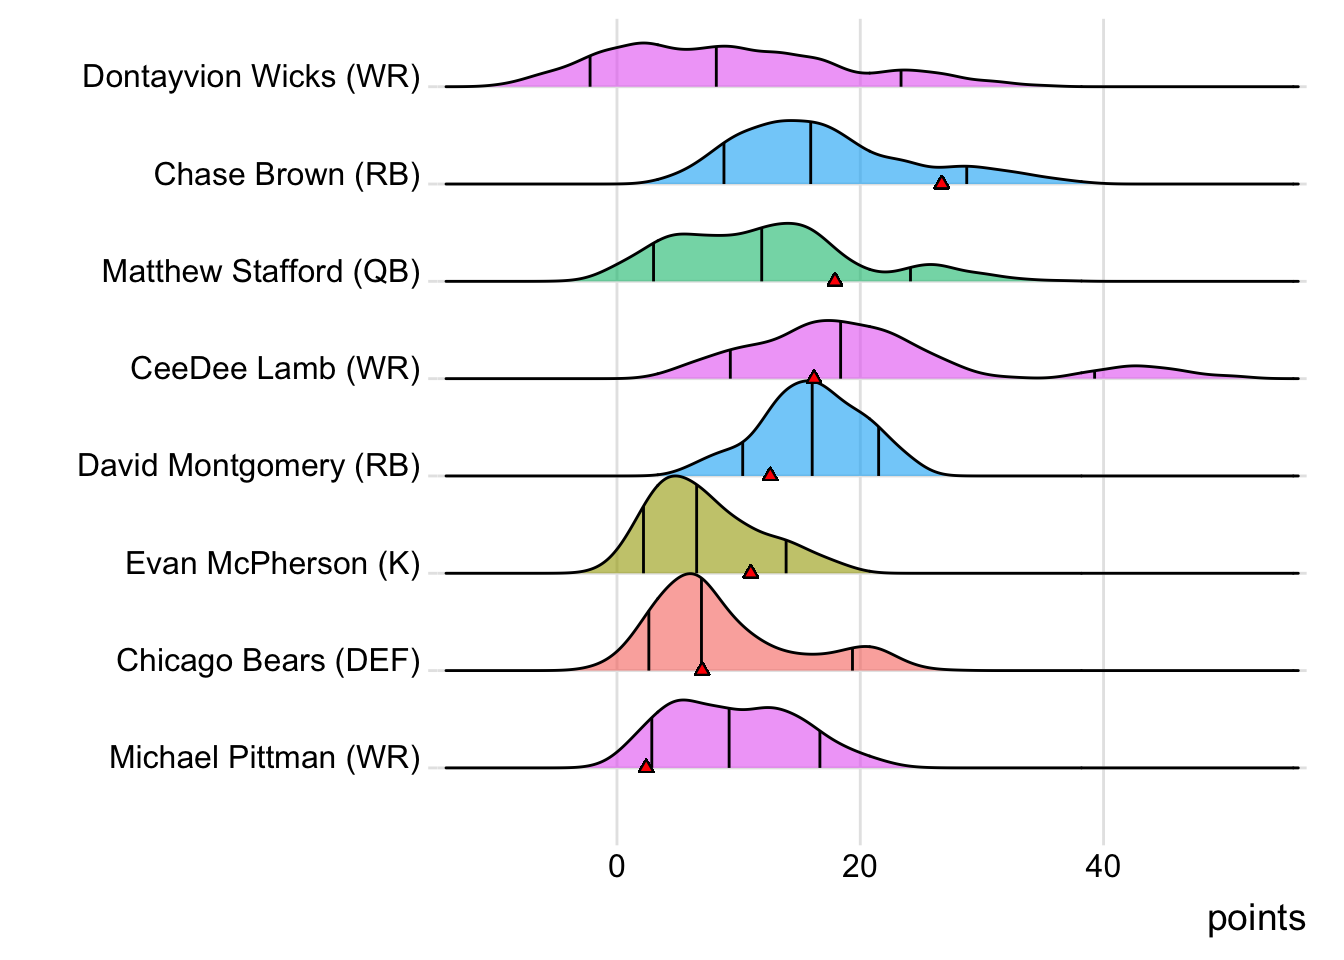 Dontayvion Wicks (WR)
Chase Brown (RB)
Matthew Stafford (QB)
CeeDee Lamb (WR)
David Montgomery (RB)
Evan McPherson (K)
Chicago Bears (DEF)
Michael Pittman (WR)
0 20 40
points